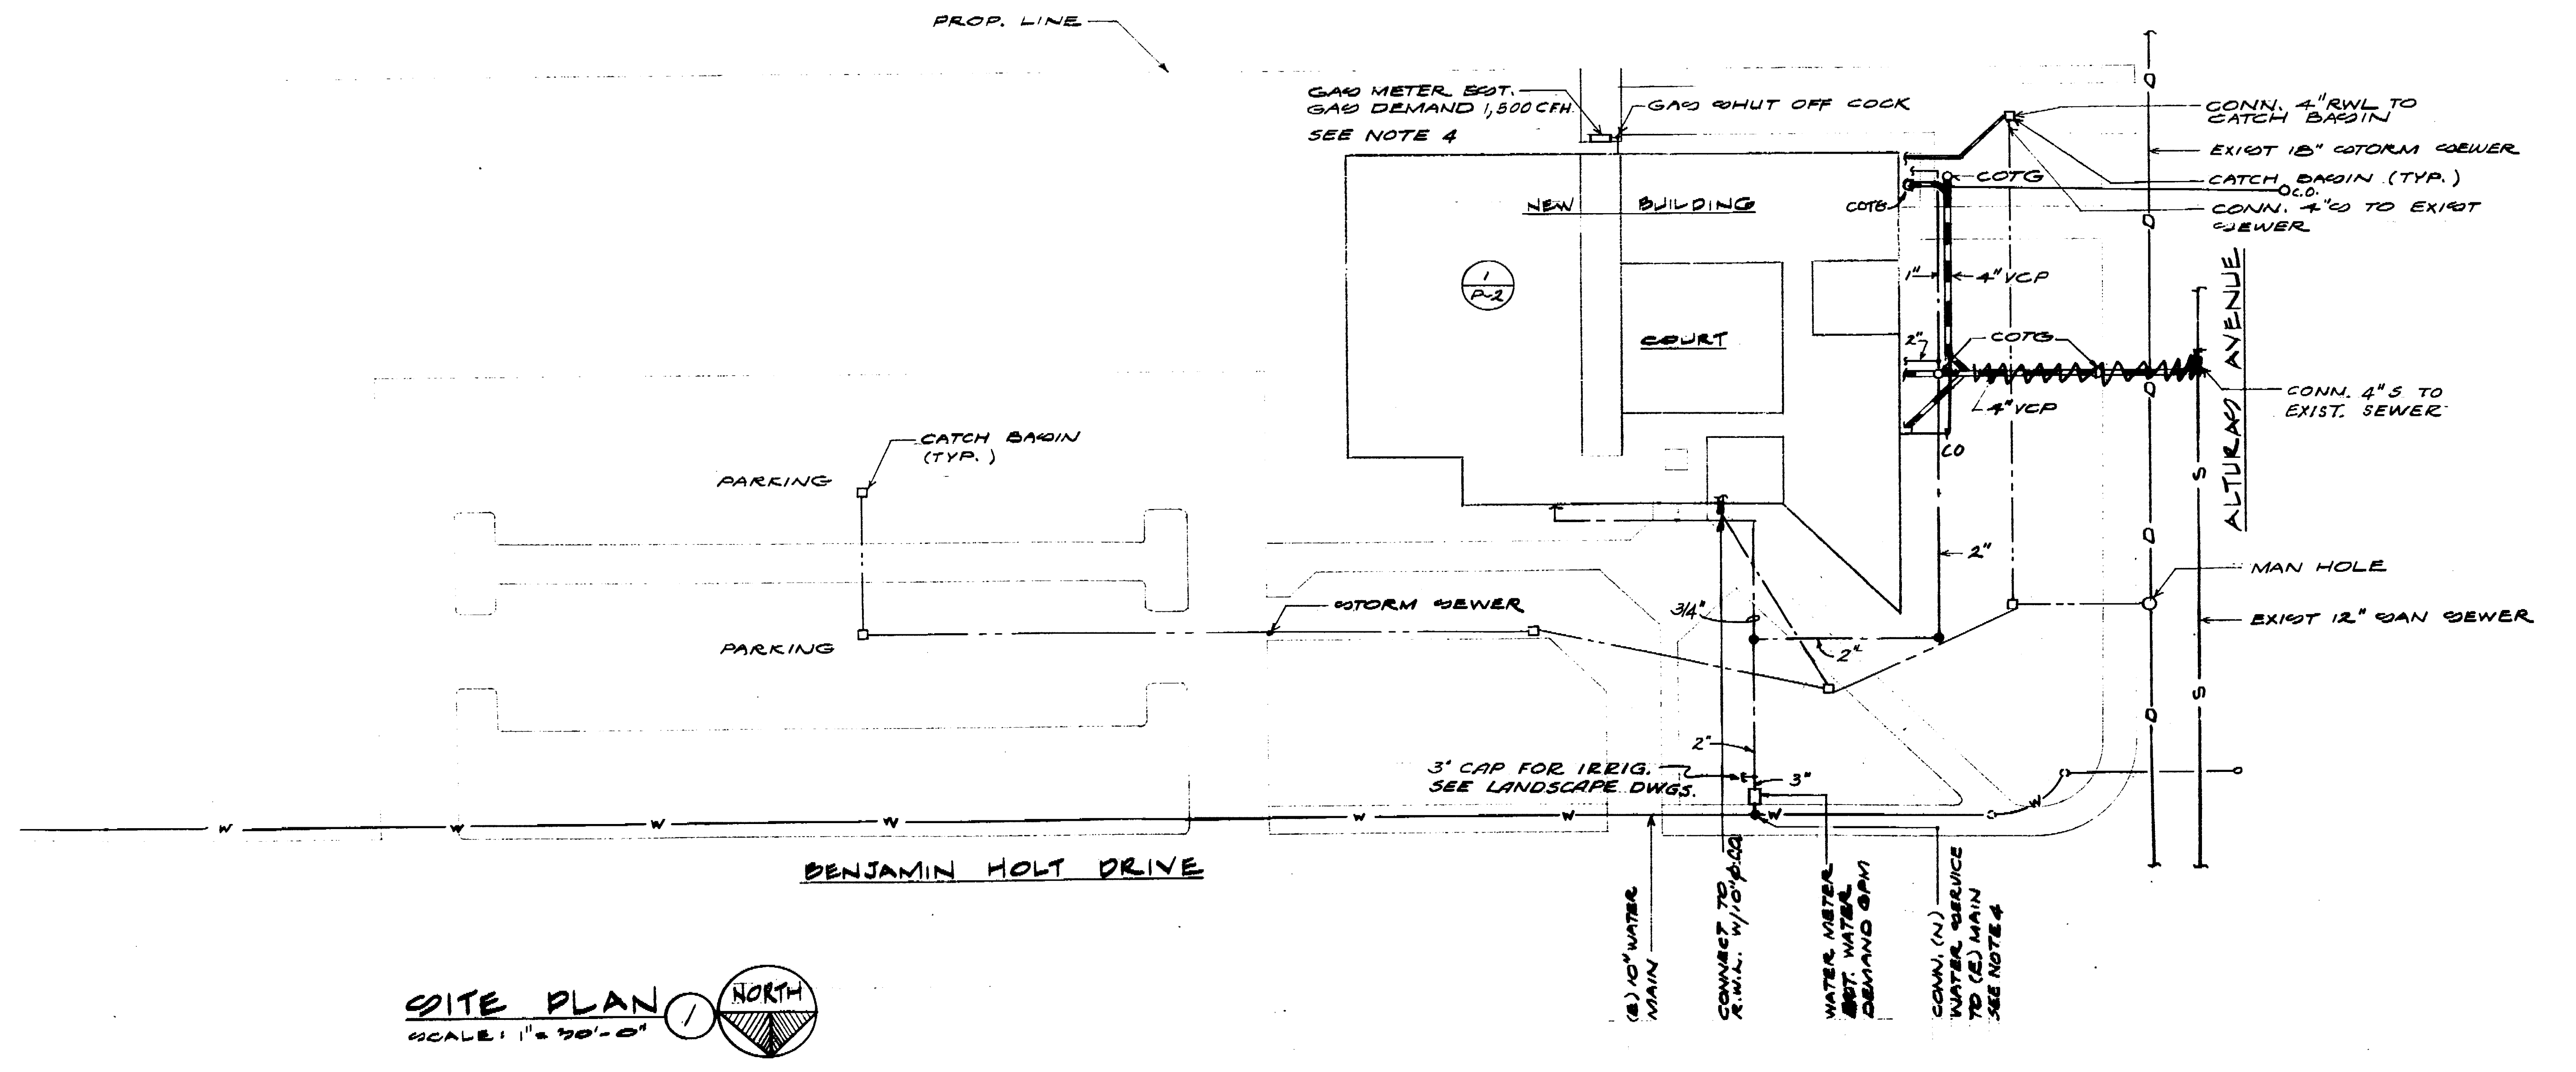 PROP. LINE
GAS METER EST.
GAS DEMAND 1,500 CFH.
SEE NOTE 4
GAS SHUT OFF COCK
CONN. 4" RWL TO
CATCH BASIN
EXIST 18" STORM SEWER
CATCH BASIN (TYP.)
C.O.
CONN. 4"S TO EXIST
SEWER
COTG
COTG
NEW BUILDING
1
P-2
COURT
1"
4" VCP
2"
COTG
4" VCP
CO
CONN. 4" S TO
EXIST. SEWER
ALTURAS AVENUE
D
D
D
D
D
S
S
CATCH BASIN
(TYP.)
PARKING
PARKING
STORM SEWER
3/4"
2"
2"
MAN HOLE
EXIST 12" SAN SEWER
2"
3" CAP FOR IRRIG.
SEE LANDSCAPE DWGS.
3"
W
W
W
W
W
W
W
W
BENJAMIN HOLT DRIVE
(E) 10" WATER
MAIN
CONNECT TO
R.W.L. W/10"
WATER METER
EST. WATER
DEMAND GPM
CONN. (N)
WATER SERVICE
TO (E) MAIN
SEE NOTE 4
SITE PLAN
1
NORTH
SCALE: 1" = 30'-0"